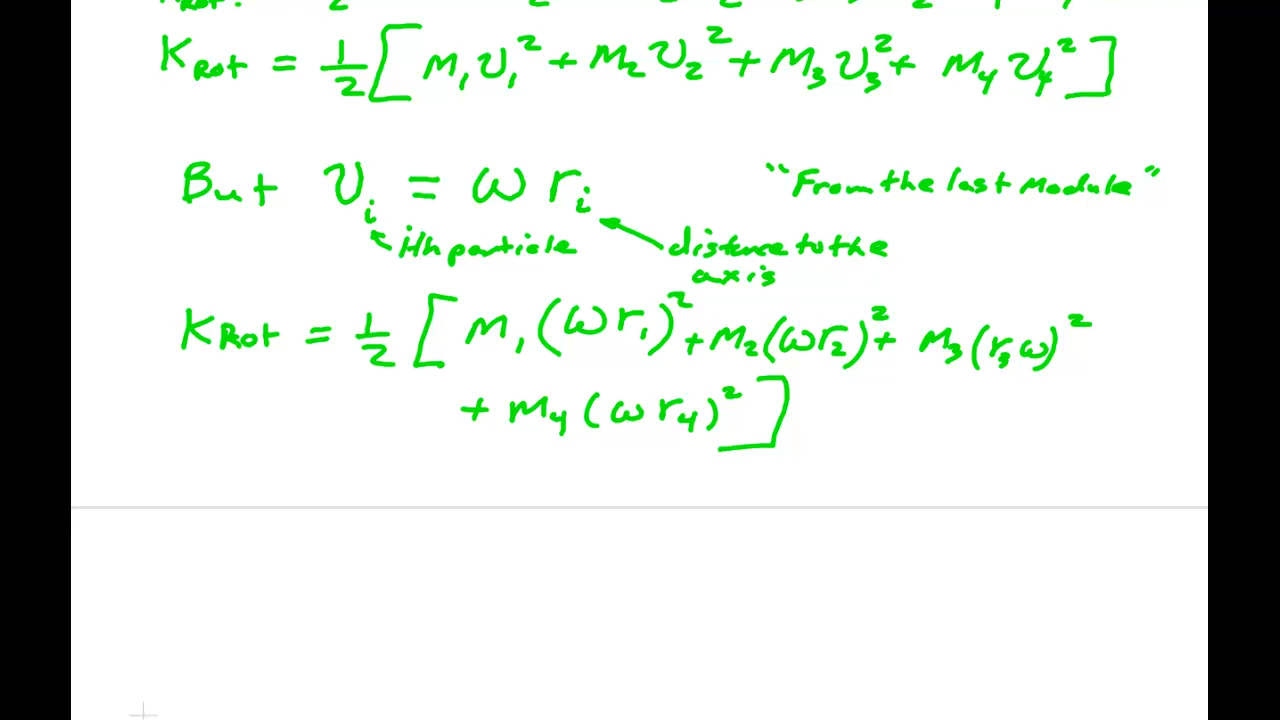 K_Rot = 1/2 [ m₁v₁² + m₂v₂² + m₃v₃² + m₄v₄² ]
But vᵢ = ω rᵢ "From the last Module"
ith particle distance to the
axis
K_Rot = 1/2 [ m₁(ωr₁)² + m₂(ωr₂)² + m₃(r₃ω)²
+ m₄(ωr₄)² ]